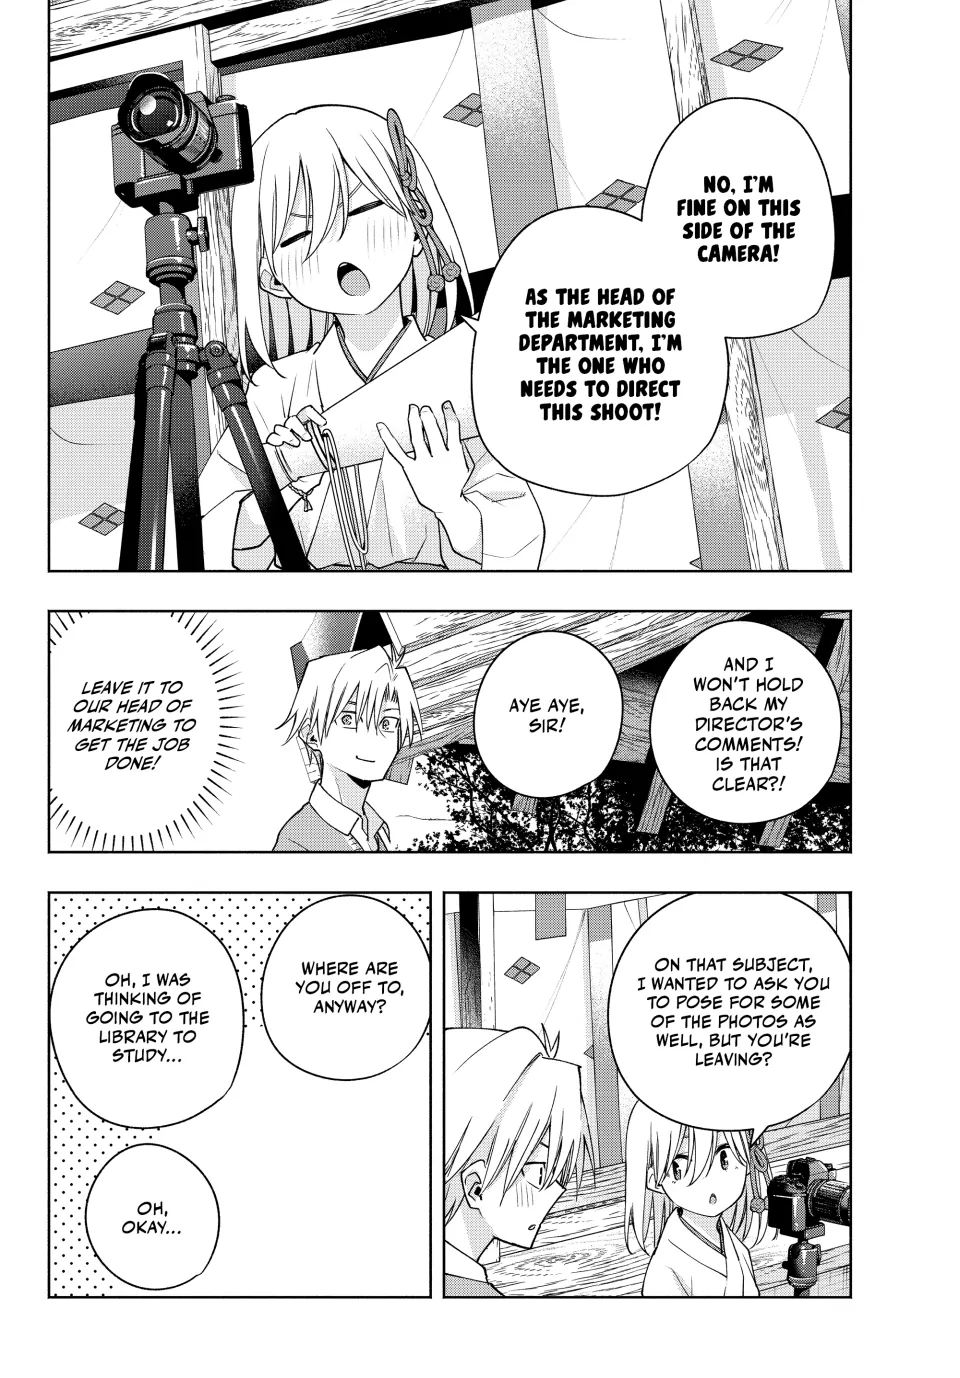 NO, I'M
FINE ON THIS
SIDE OF THE
CAMERA!
AS THE HEAD OF
THE MARKETING
DEPARTMENT, I'M
THE ONE WHO
NEEDS TO DIRECT
THIS SHOOT!
AND I
WON'T HOLD
BACK MY
DIRECTOR'S
COMMENTS!
IS THAT
CLEAR?!
AYE AYE,
SIR!
LEAVE IT TO
OUR HEAD OF
MARKETING TO
GET THE JOB
DONE!
ON THAT SUBJECT,
I WANTED TO ASK YOU
TO POSE FOR SOME
OF THE PHOTOS AS
WELL, BUT YOU'RE
LEAVING?
WHERE ARE
YOU OFF TO,
ANYWAY?
OH, I WAS
THINKING OF
GOING TO THE
LIBRARY TO
STUDY...
OH,
OKAY...